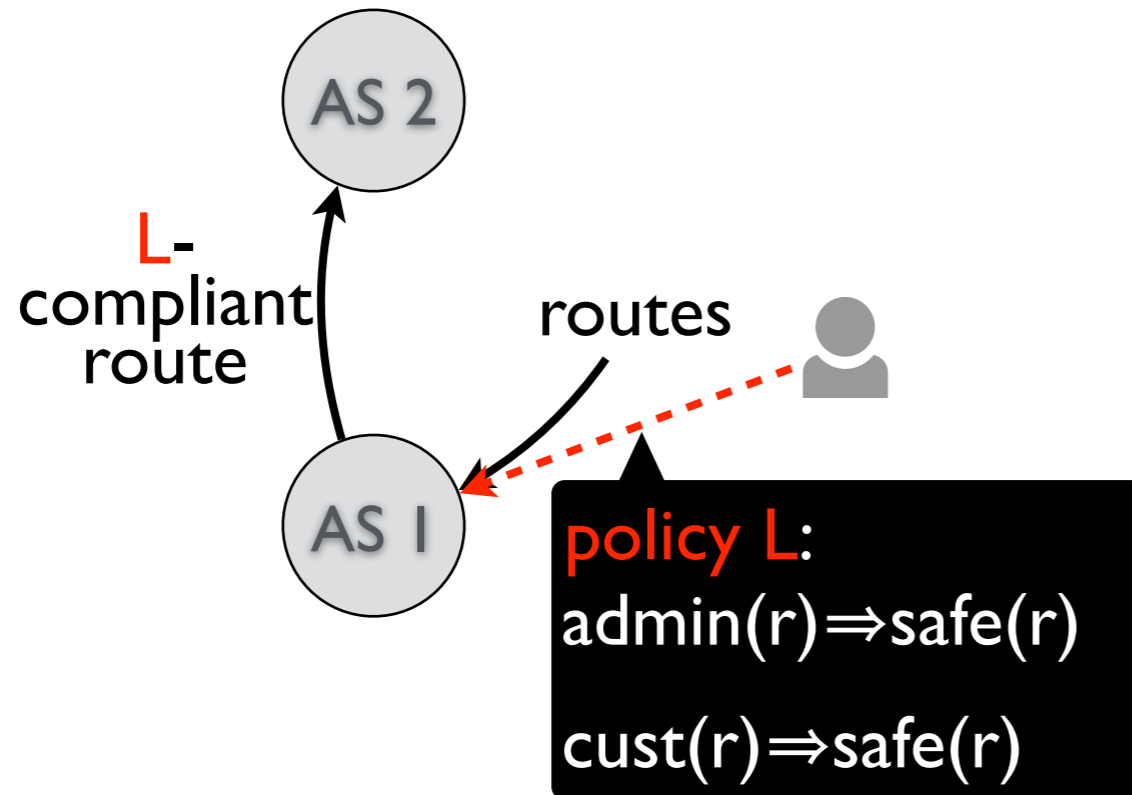 AS 2
L-
compliant
route
routes
AS 1
policy L:
admin(r)⇒safe(r)
cust(r)⇒safe(r)